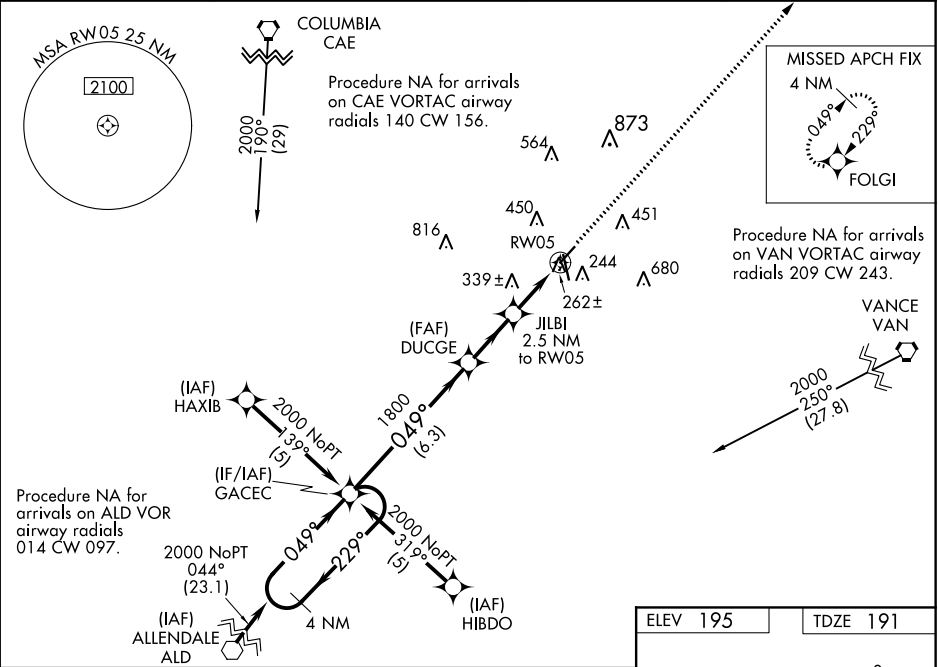 MSA RW05 25 NM
2100
COLUMBIA
CAE
2000
190°
(29)
Procedure NA for arrivals
on CAE VORTAC airway
radials 140 CW 156.
MISSED APCH FIX
4 NM
049°
229°
FOLGI
564
873
816
450
451
RW05
339±
244
680
262±
Procedure NA for arrivals
on VAN VORTAC airway
radials 209 CW 243.
VANCE
VAN
2000
250°
(27.8)
JILBI
2.5 NM
to RW05
(FAF)
DUCGE
1800
049°
(6.3)
(IAF)
HAXIB
2000 NoPT
139°
(5)
(IF/IAF)
GACEC
Procedure NA for
arrivals on ALD VOR
airway radials
014 CW 097.
049°
229°
2000 NoPT
319°
(5)
2000 NoPT
044°
(23.1)
4 NM
(IAF)
HIBDO
(IAF)
ALLENDALE
ALD
ELEV 195
TDZE 191